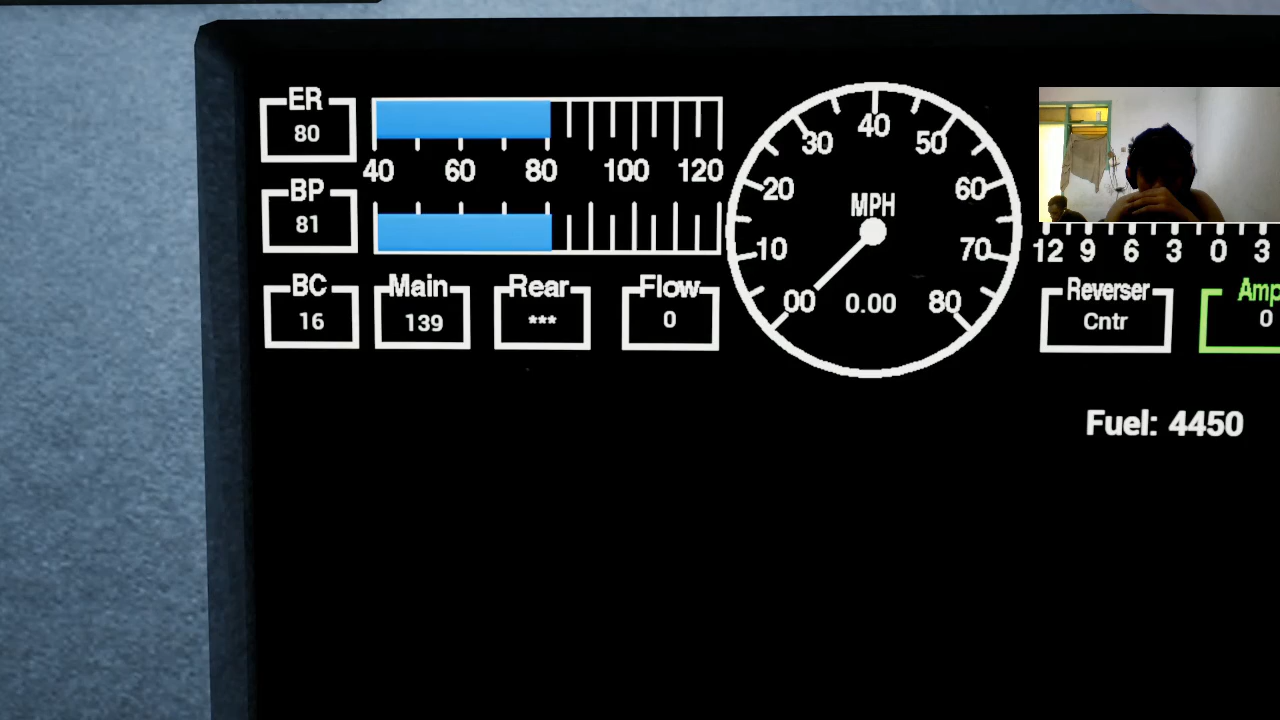 ER
80
40 60 80 100 120
BP
81
BC
16
Main
139
Rear
***
Flow
0
00 10 20 30 40 50 60 70 80
MPH
0.00
12 9 6 3 0 3
Reverser
Cntr
Amp
0
Fuel: 4450